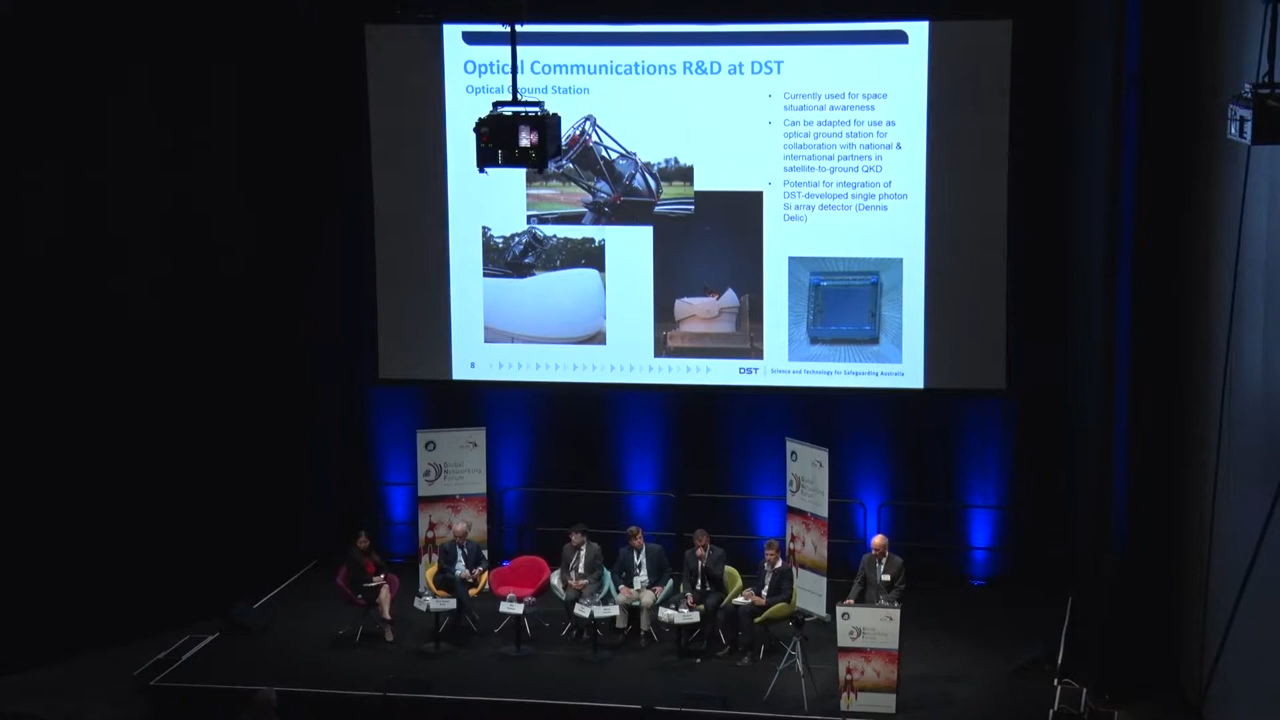 Optical Communications R&D at DST
Optical Ground Station
• Currently used for space
situational awareness
• Can be adapted for use as
optical ground station for
collaboration with national &
international partners in
satellite-to-ground QKD
• Potential for integration of
DST-developed single photon
Si array detector (Dennis
Delic)
8
DST
Science and Technology for Safeguarding Australia
Global
Networking
Forum
Global
Networking
Forum
Global
Networking
Forum